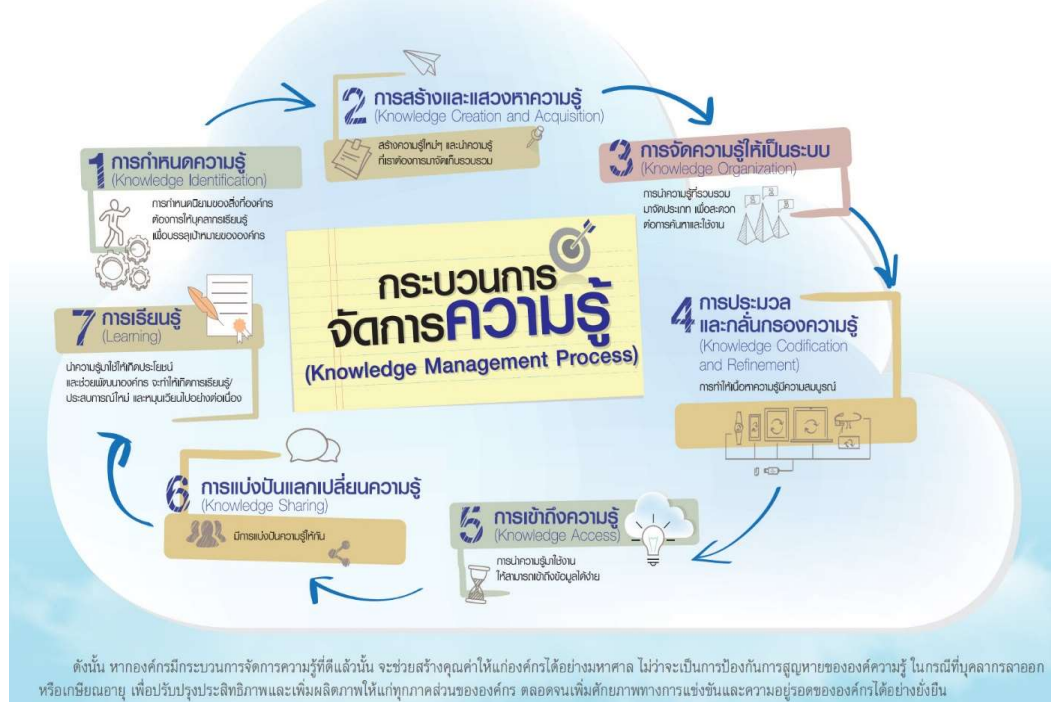 กระบวนการ
จัดการความรู้
(Knowledge Management Process)
1 การกำหนดความรู้
(Knowledge Identification)
การกำหนดนิยามของสิ่งที่องค์กร
ต้องการให้บุคลากรเรียนรู้
เพื่อบรรลุเป้าหมายขององค์กร
2 การสร้างและแสวงหาความรู้
(Knowledge Creation and Acquisition)
สร้างความรู้ใหม่ๆ และนำความรู้
ที่เราต้องการมาจัดเก็บรวบรวม
3 การจัดความรู้ให้เป็นระบบ
(Knowledge Organization)
การนำความรู้ที่รวบรวม
มาจัดประเภท เพื่อสะดวก
ต่อการค้นหาและใช้งาน
4 การประมวล
และกลั่นกรองความรู้
(Knowledge Codification
and Refinement)
การทำให้เนื้อหาความรู้มีความสมบูรณ์
5 การเข้าถึงความรู้
(Knowledge Access)
การนำความรู้มาใช้งาน
ให้สามารถเข้าถึงข้อมูลได้ง่าย
6 การแบ่งปันแลกเปลี่ยนความรู้
(Knowledge Sharing)
มีการแบ่งปันความรู้ให้กัน
7 การเรียนรู้
(Learning)
นำความรู้มาใช้ให้เกิดประโยชน์
และช่วยพัฒนาองค์กร จะทำให้เกิดการเรียนรู้/
ประสบการณ์ใหม่ และหมุนเวียนไปอย่างต่อเนื่อง
ดังนั้น หากองค์กรมีกระบวนการจัดการความรู้ที่ดีแล้วนั้น จะช่วยสร้างคุณค่าให้แก่องค์กรได้อย่างมหาศาล ไม่ว่าจะเป็นการป้องกันการสูญหายขององค์ความรู้ ในกรณีที่บุคลากรลาออก
หรือเกษียณอายุ เพื่อปรับปรุงประสิทธิภาพและเพิ่มผลิตภาพให้แก่ทุกภาคส่วนขององค์กร ตลอดจนเพิ่มศักยภาพทางการแข่งขันและความอยู่รอดขององค์กรได้อย่างยั่งยืน